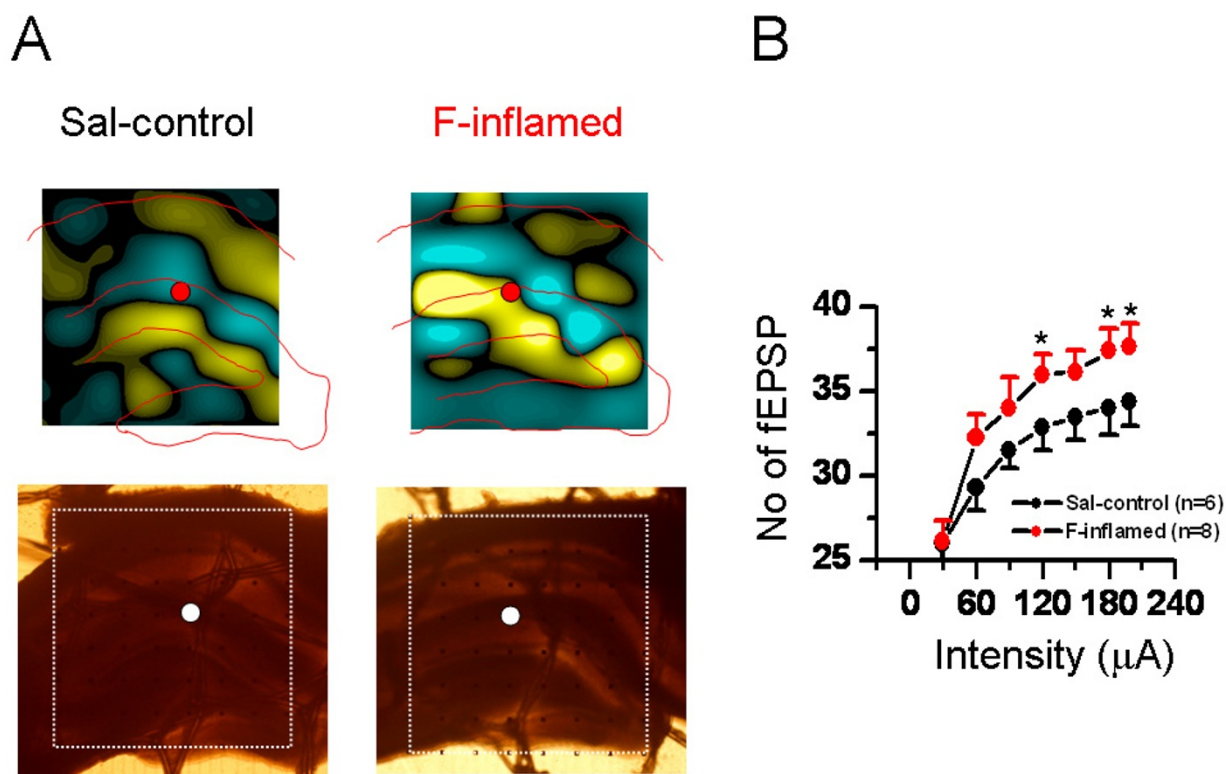 A
B
Sal-control
F-inflamed
No of fEPSP
40
35
30
25
* * *
Sal-control (n=6)
F-inflamed (n=8)
0 60 120 180 240
Intensity (μA)